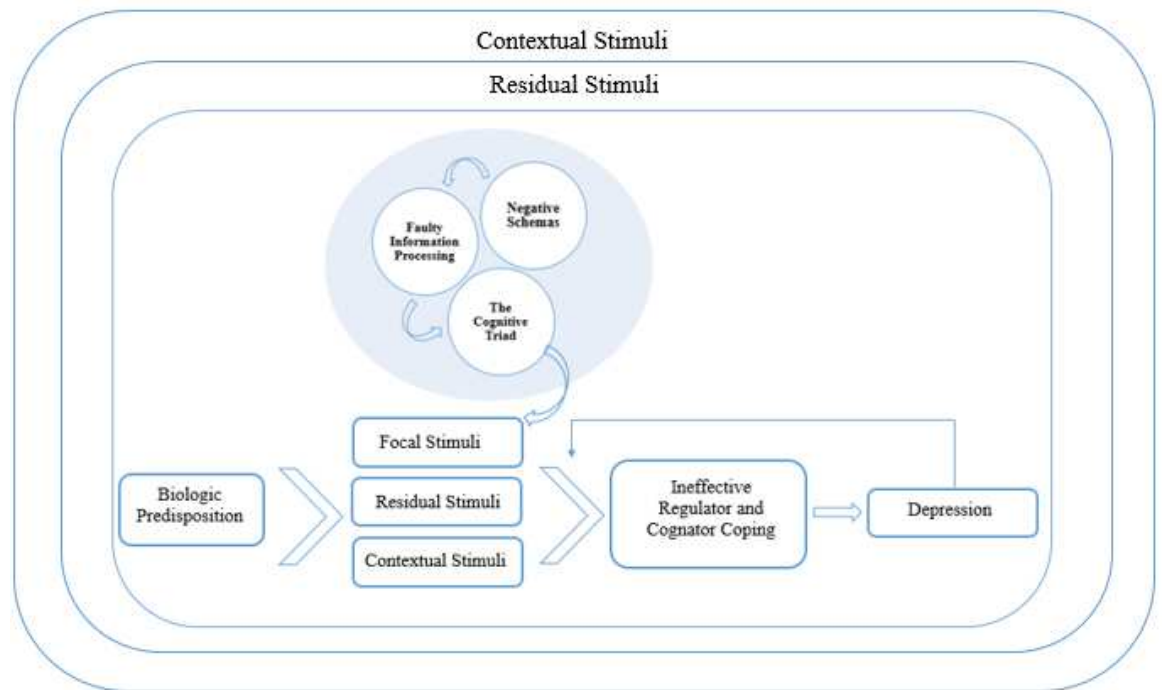 Contextual Stimuli
Residual Stimuli
Negative
Schemas
Faulty
Information
Processing
The
Cognitive
Triad
Focal Stimuli
Residual Stimuli
Contextual Stimuli
Biologic
Predisposition
Ineffective
Regulator and
Cognator Coping
Depression